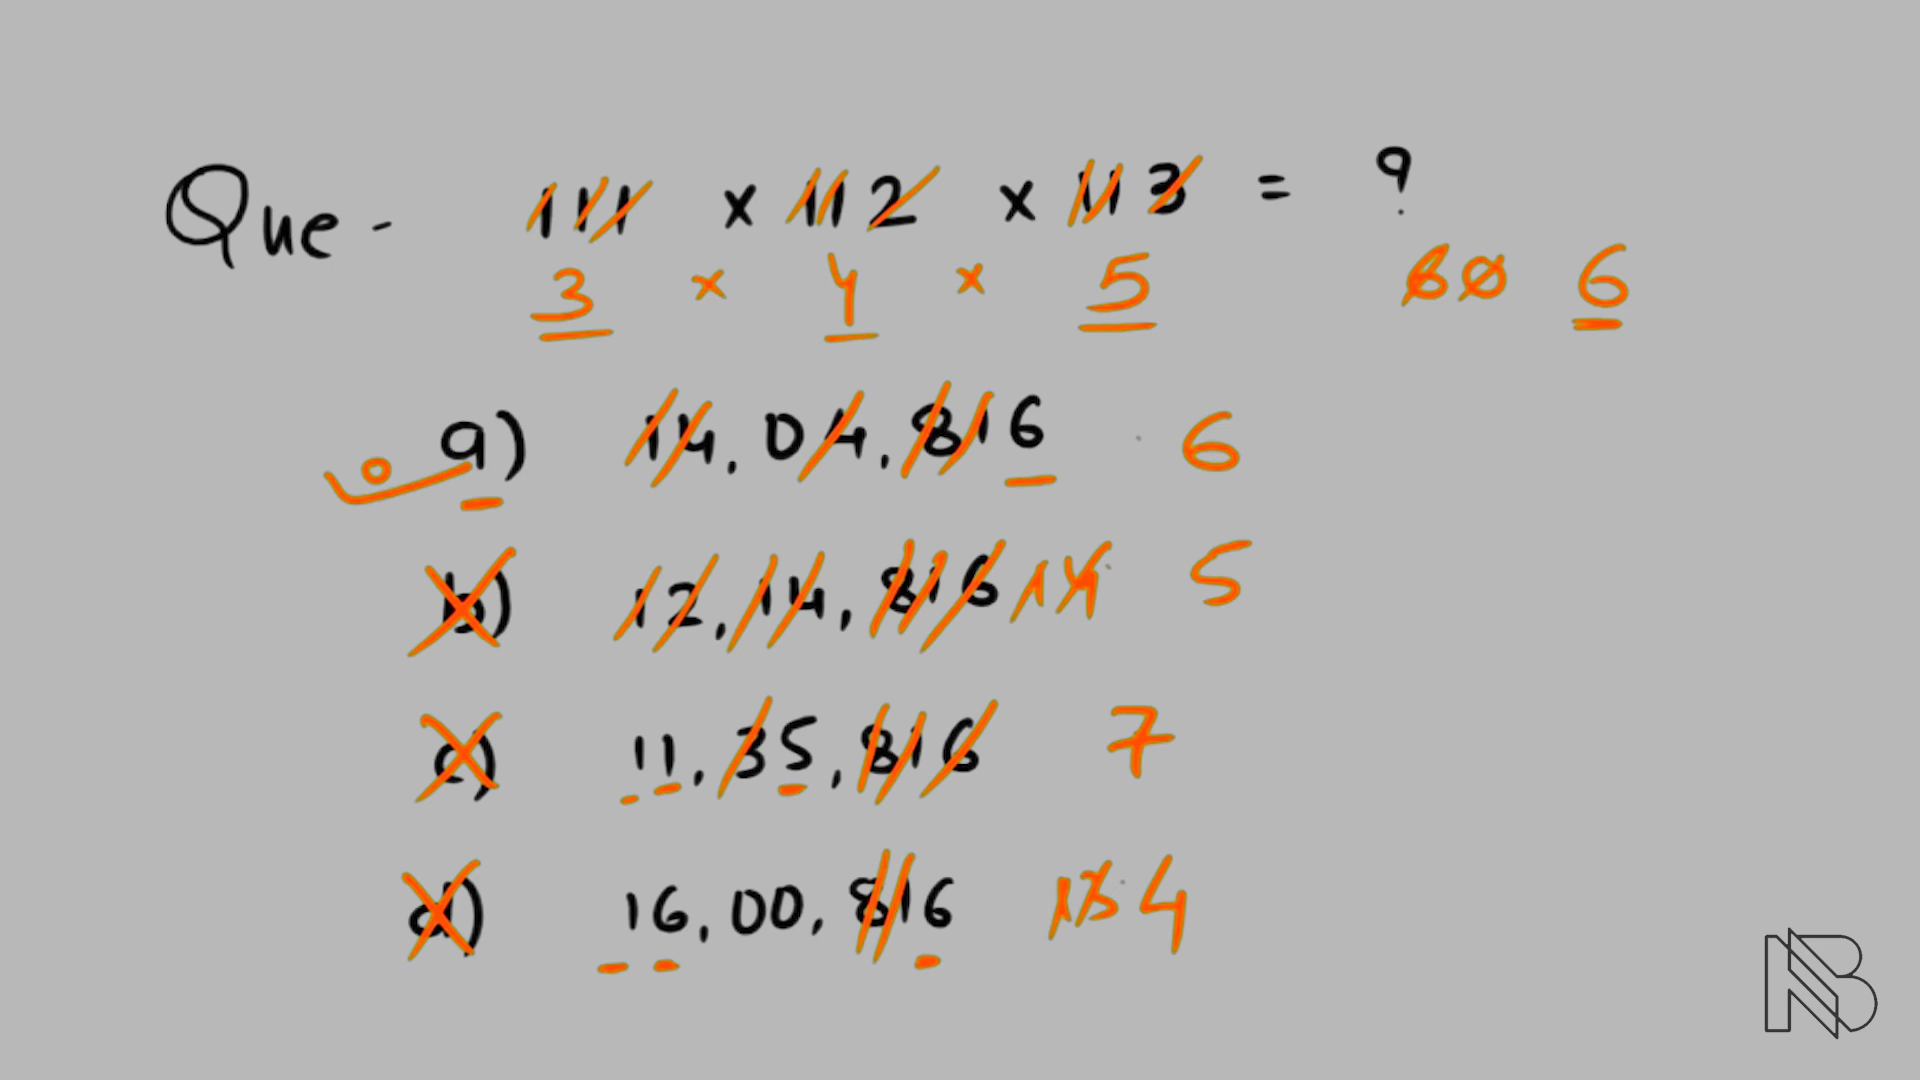 Que - 111 x 112 x 113 = ?
3 x 4 x 5 60 6
a) 14,04,816 6
b) 12,14,816 14 5
c) 11,35,816 7
d) 16,00,816 13 4
NB